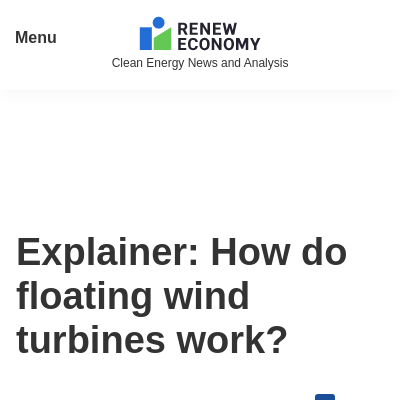 Menu
RENEW
ECONOMY
Clean Energy News and Analysis
Explainer: How do
floating wind
turbines work?